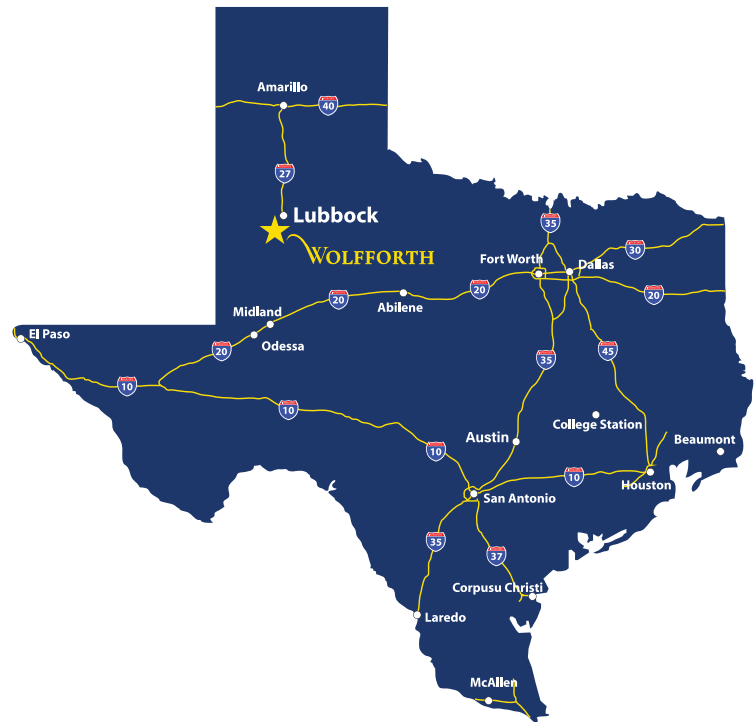 Amarillo
40
27
Lubbock
WOLFFORTH
35
30
Fort Worth
Dallas
20
20
20
Abilene
Midland
Odessa
El Paso
20
35
45
10
10
College Station
Austin
Beaumont
10
10
Houston
San Antonio
35
37
Corpusu Christi
Laredo
McAllen